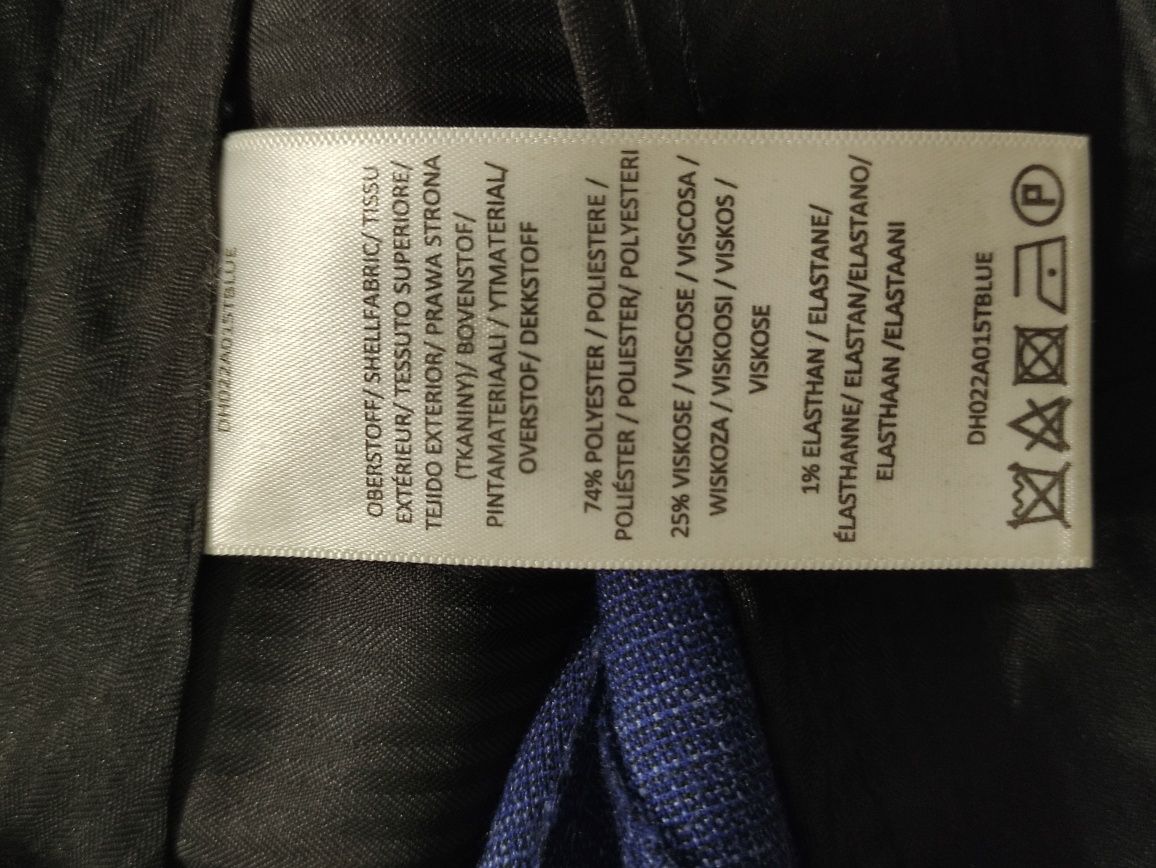 DH022A015TBLUE
OBERSTOFF/ SHELLFABRIC/ TISSU
EXTÉRIEUR/ TESSUTO SUPERIORE/
TEJIDO EXTERIOR/ PRAWA STRONA
(TKANINY)/ BOVENSTOF/
PINTAMATERIAALI / YTMATERIAL/
OVERSTOF/ DEKKSTOFF
74% POLYESTER / POLIESTERE /
POLIÉSTER / POLIESTER/ POLYESTERI
25% VISKOSE / VISCOSE / VISCOSA /
WISKOZA / VISKOOSI / VISKOS /
VISKOSE
1% ELASTHAN / ELASTANE/
ÉLASTHANNE/ ELASTAN/ELASTANO/
ELASTHAAN /ELASTAANI
DH022A015TBLUE
P